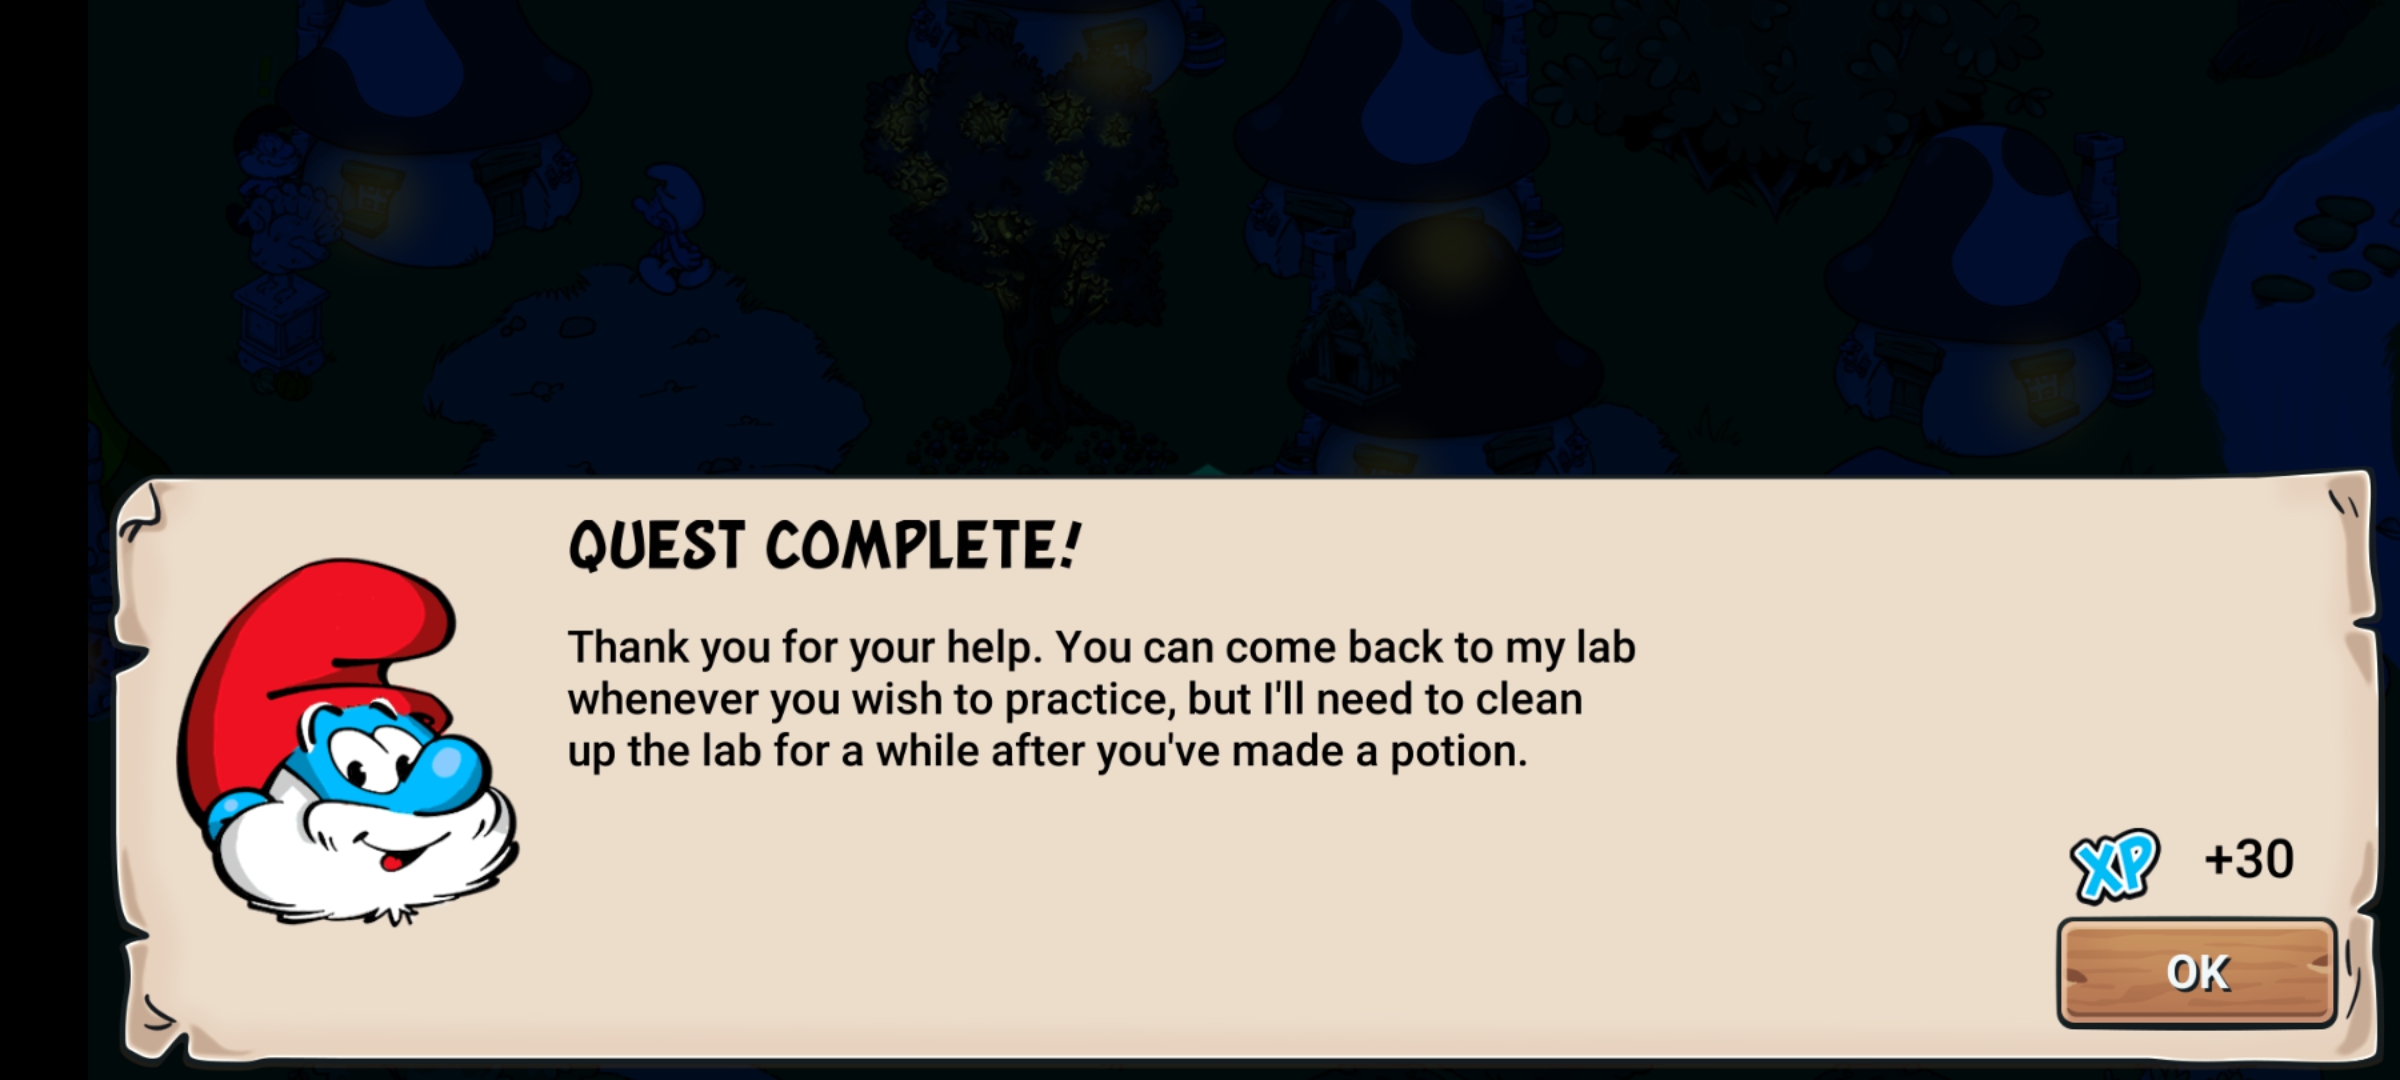 QUEST COMPLETE!
Thank you for your help. You can come back to my lab
whenever you wish to practice, but I'll need to clean
up the lab for a while after you've made a potion.
XP +30
OK